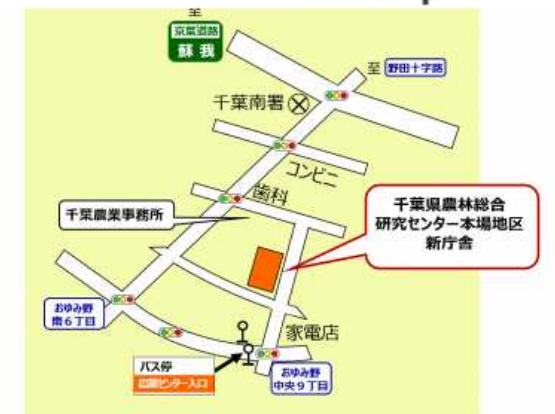 至
京葉道路
蘇我
至 野田十字路
千葉南署
コンビニ
歯科
千葉農業事務所
千葉県農林総合
研究センター本場地区
新庁舎
おゆみ野
南6丁目
家電店
バス停
おゆみ野
中央9丁目